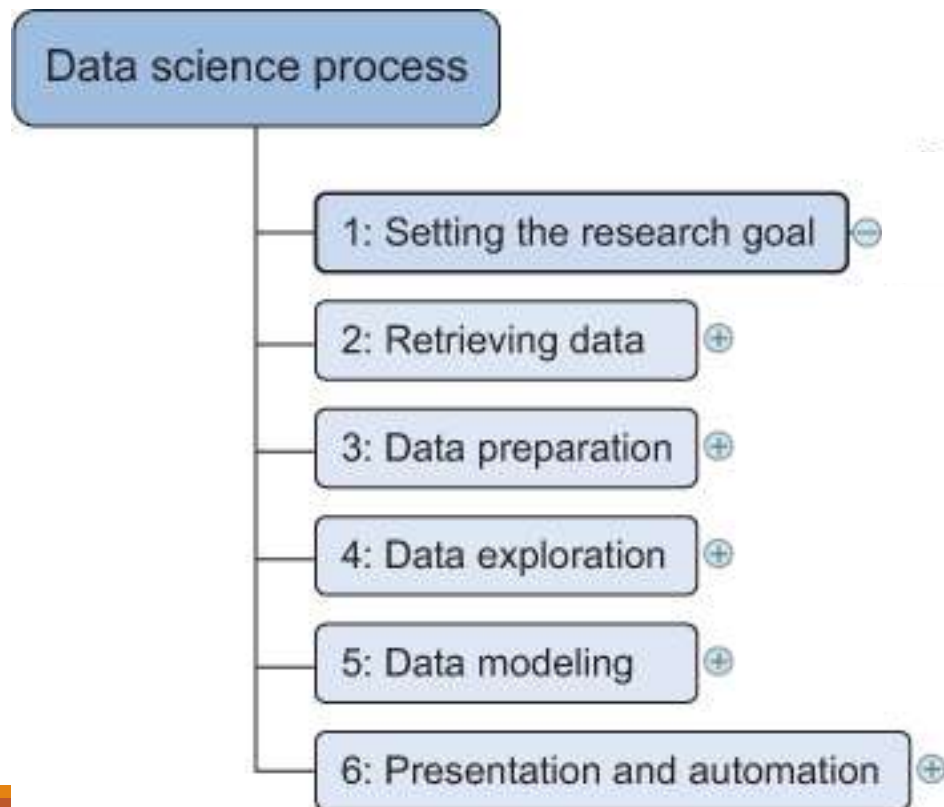 Data science process
1: Setting the research goal
2: Retrieving data
3: Data preparation
4: Data exploration
5: Data modeling
6: Presentation and automation